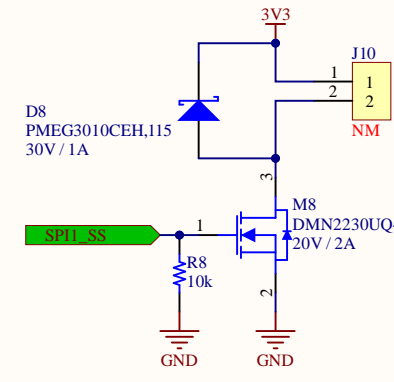 3V3
J10
1
1
2
2
NM
D8
PMEG3010CEH,115
30V / 1A
3
M8
DMN2230UQ-
20V / 2A
SPI1_SS
1
R8
10k
2
GND
GND